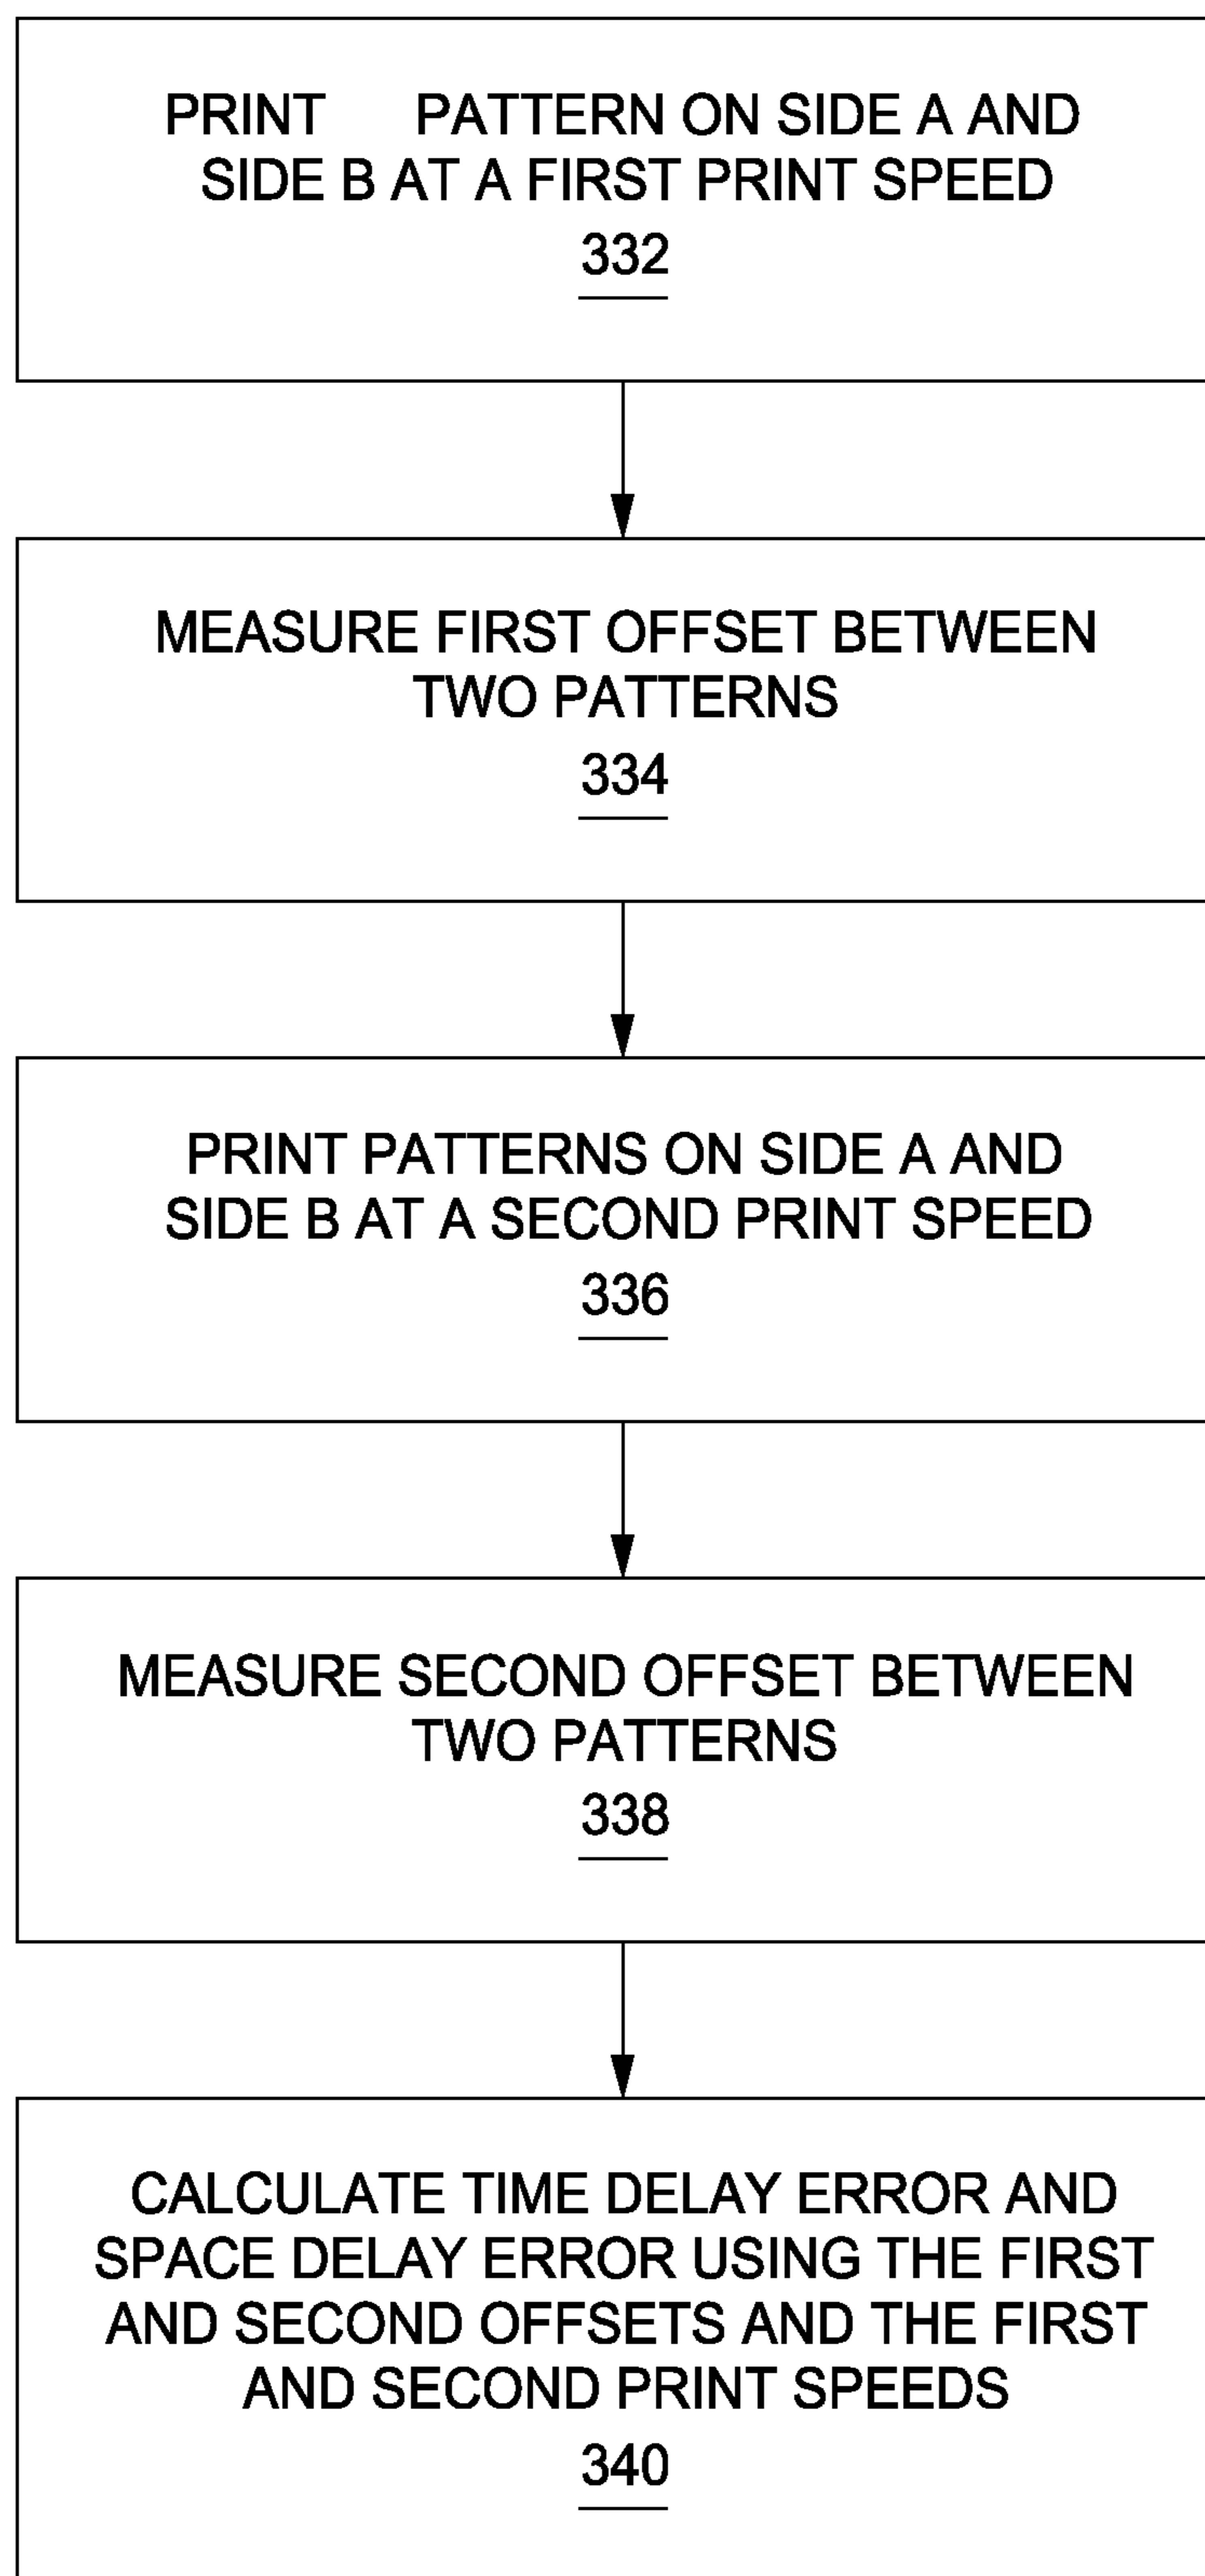 PRINT PATTERN ON SIDE A AND
SIDE B AT A FIRST PRINT SPEED
332
MEASURE FIRST OFFSET BETWEEN
TWO PATTERNS
334
PRINT PATTERNS ON SIDE A AND
SIDE B AT A SECOND PRINT SPEED
336
MEASURE SECOND OFFSET BETWEEN
TWO PATTERNS
338
CALCULATE TIME DELAY ERROR AND
SPACE DELAY ERROR USING THE FIRST
AND SECOND OFFSETS AND THE FIRST
AND SECOND PRINT SPEEDS
340